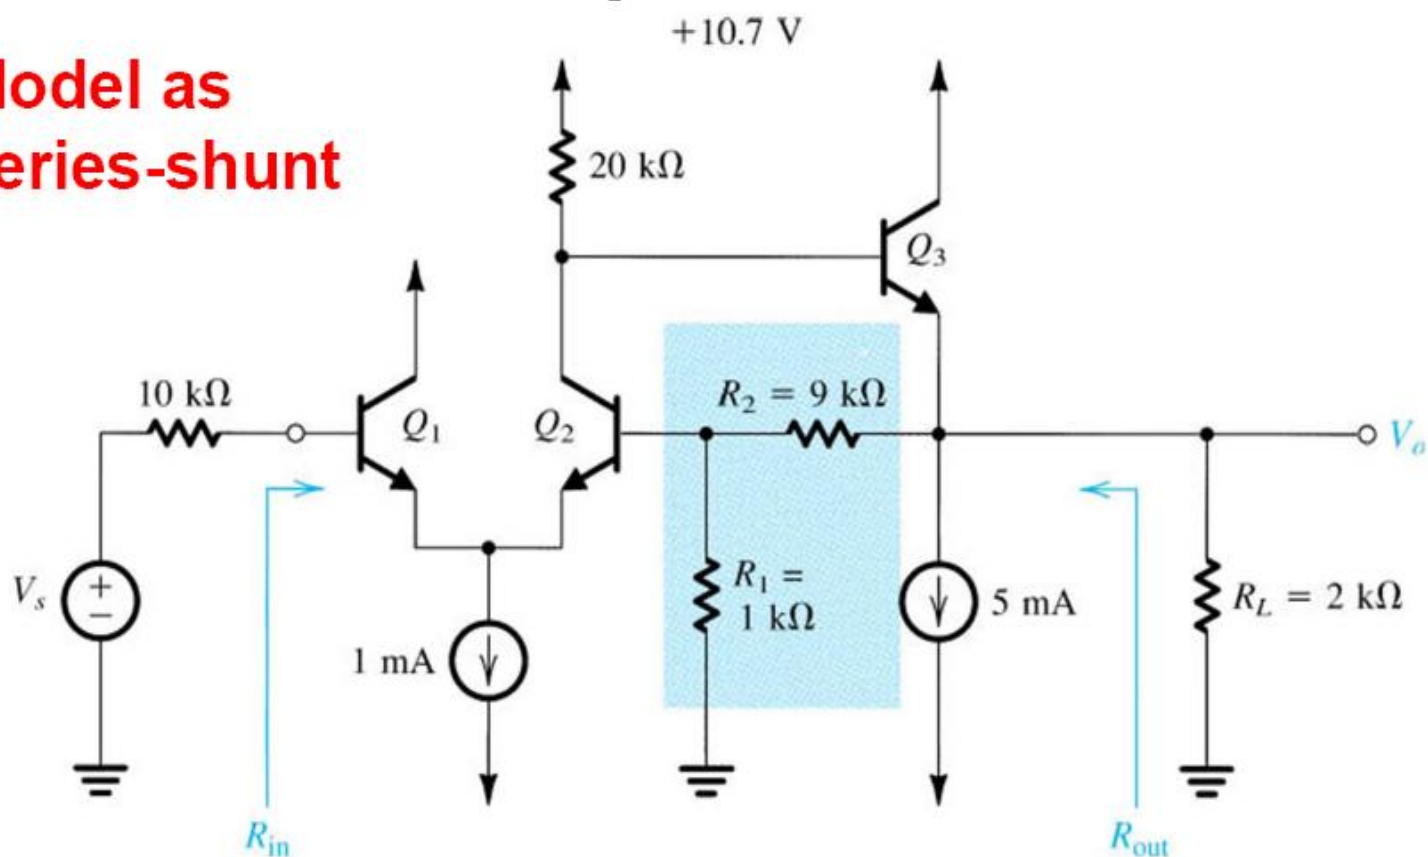 +10.7 V
lodel as
eries-shunt
20 kΩ
Q3
10 kΩ
R2 = 9 kΩ
Q1
Q2
Vo
Vs
+
−
R1 =
1 kΩ
5 mA
RL = 2 kΩ
1 mA
Rin
Rout